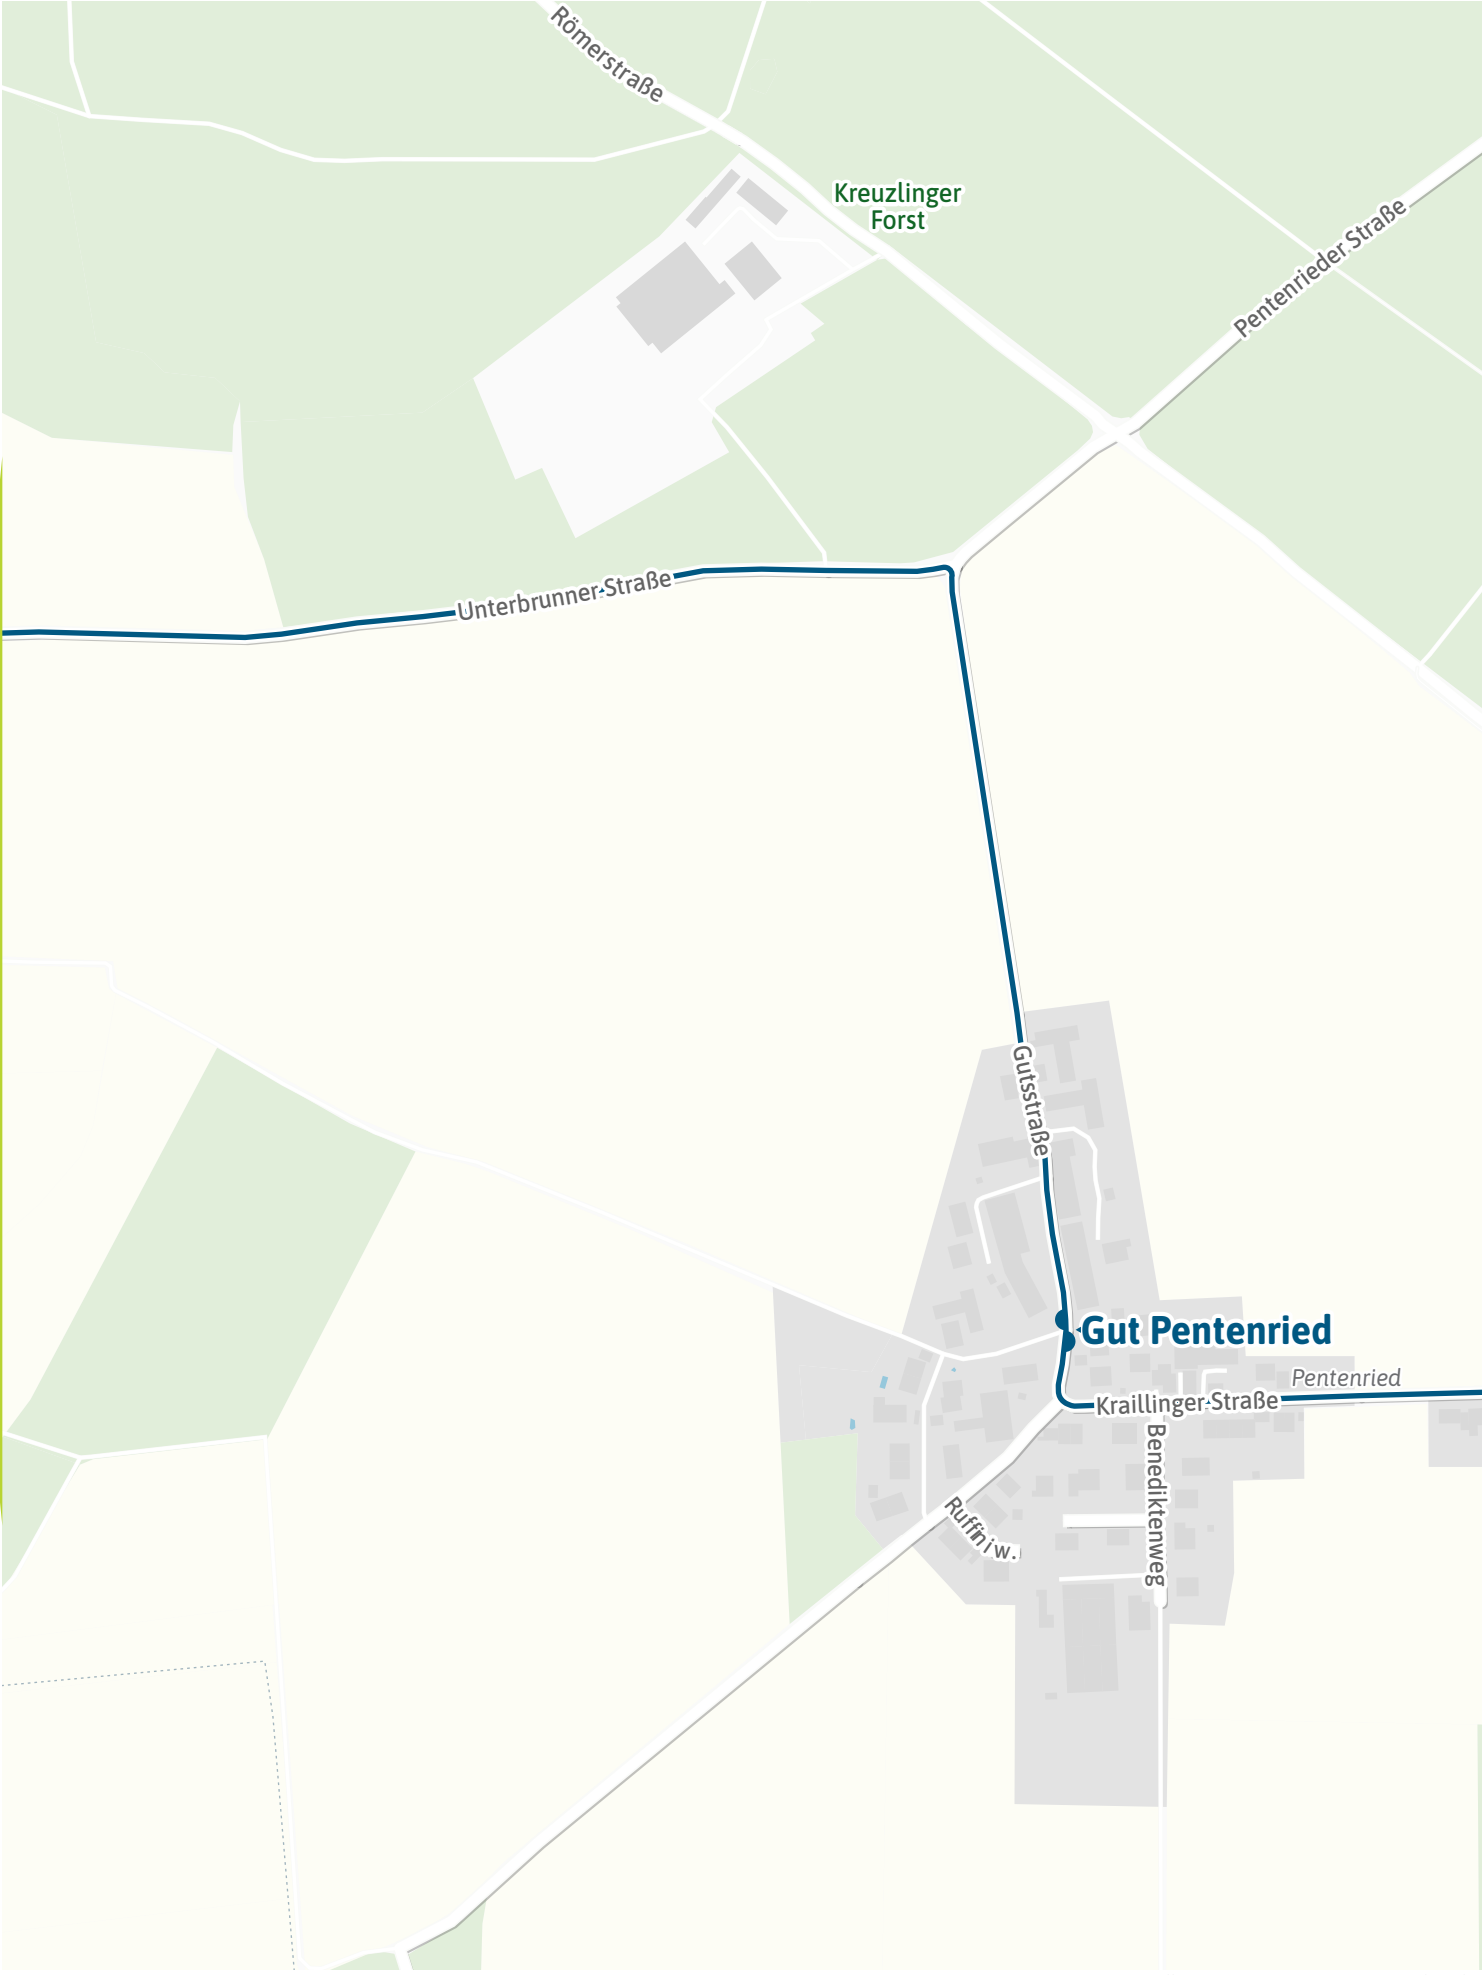 Römerstraße
Kreuzlinger
Forst
Pentenrieder Straße
Unterbrunner Straße
Gutsstraße
Gut Pentenried
Pentenried
Kraillinger Straße
Benediktenweg
Ruffiniw.